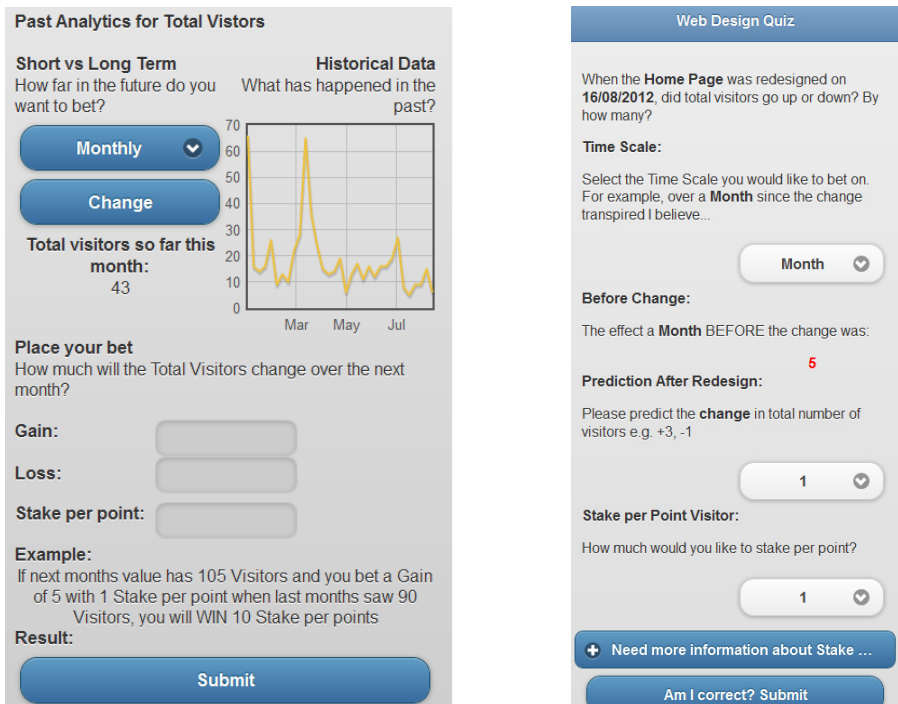 Past Analytics for Total Vistors
Short vs Long Term
How far in the future do you
want to bet?
Monthly
Change
Total visitors so far this
month:
43
Historical Data
What has happened in the
past?
70
60
50
40
30
20
10
0
Mar May Jul
Place your bet
How much will the Total Visitors change over the next
month?
Gain:
Loss:
Stake per point:
Example:
If next months value has 105 Visitors and you bet a Gain
of 5 with 1 Stake per point when last months saw 90
Visitors, you will WIN 10 Stake per points
Result:
Submit
Web Design Quiz
When the Home Page was redesigned on
16/08/2012, did total visitors go up or down? By
how many?
Time Scale:
Select the Time Scale you would like to bet on.
For example, over a Month since the change
transpired I believe...
Month
Before Change:
The effect a Month BEFORE the change was:
5
Prediction After Redesign:
Please predict the change in total number of
visitors e.g. +3, -1
1
Stake per Point Visitor:
How much would you like to stake per point?
1
Need more information about Stake ...
Am I correct? Submit